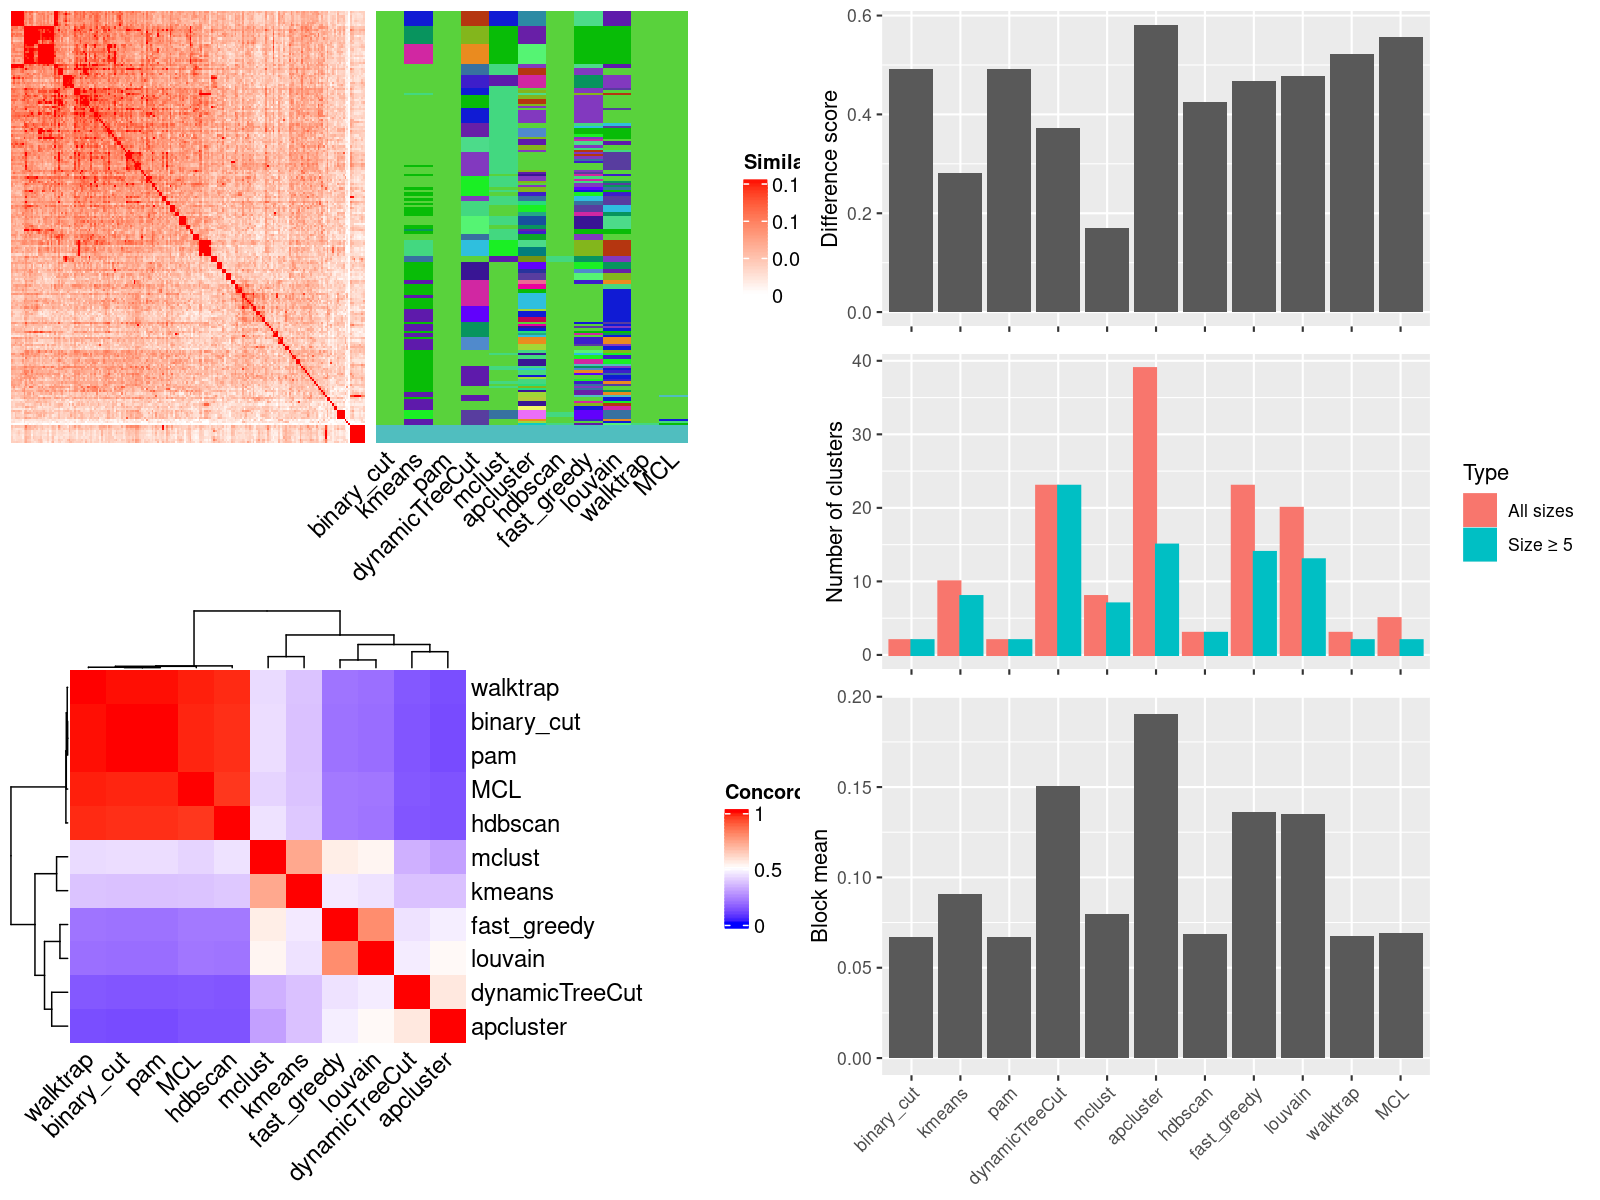 Simila
0.1
0.1
0.0
0
binary_cut
kmeans
pam
dynamicTreeCut
mclust
apcluster
hdbscan
fast_greedy
louvain
walktrap
MCL
walktrap
binary_cut
pam
MCL
hdbscan
mclust
kmeans
fast_greedy
louvain
dynamicTreeCut
apcluster
walktrap
binary_cut
pam
MCL
hdbscan
mclust
kmeans
fast_greedy
louvain
dynamicTreeCut
apcluster
Concord
1
0.5
0
Difference score
0.6
0.4
0.2
0.0
Number of clusters
40
30
20
10
0
Type
All sizes
Size ≥ 5
Block mean
0.20
0.15
0.10
0.05
0.00
binary_cut
kmeans
pam
dynamicTreeCut
mclust
apcluster
hdbscan
fast_greedy
louvain
walktrap
MCL